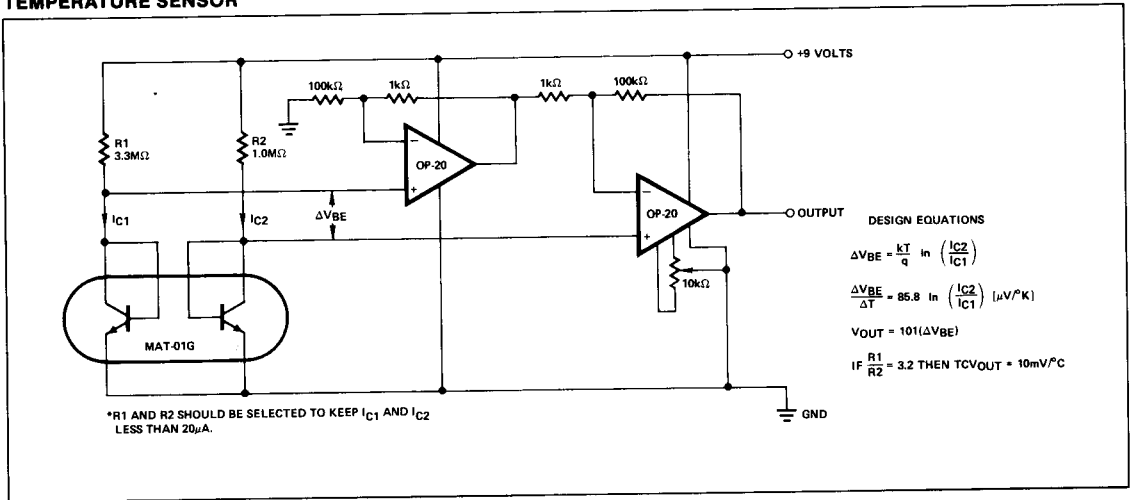 TEMPERATURE SENSOR
+9 VOLTS
100kΩ
1kΩ
1kΩ
100kΩ
R1
3.3MΩ
R2
1.0MΩ
−
OP-20
+
IC1
IC2
ΔVBE
−
OP-20
+
OUTPUT
10kΩ
MAT-01G
GND
DESIGN EQUATIONS
ΔVBE = kT/q ln (IC2/IC1)
ΔVBE/ΔT = 85.8 ln (IC2/IC1) [μV/°K]
VOUT = 101(ΔVBE)
IF R1/R2 = 3.2 THEN TCVOUT = 10mV/°C
*R1 AND R2 SHOULD BE SELECTED TO KEEP IC1 AND IC2
LESS THAN 20μA.